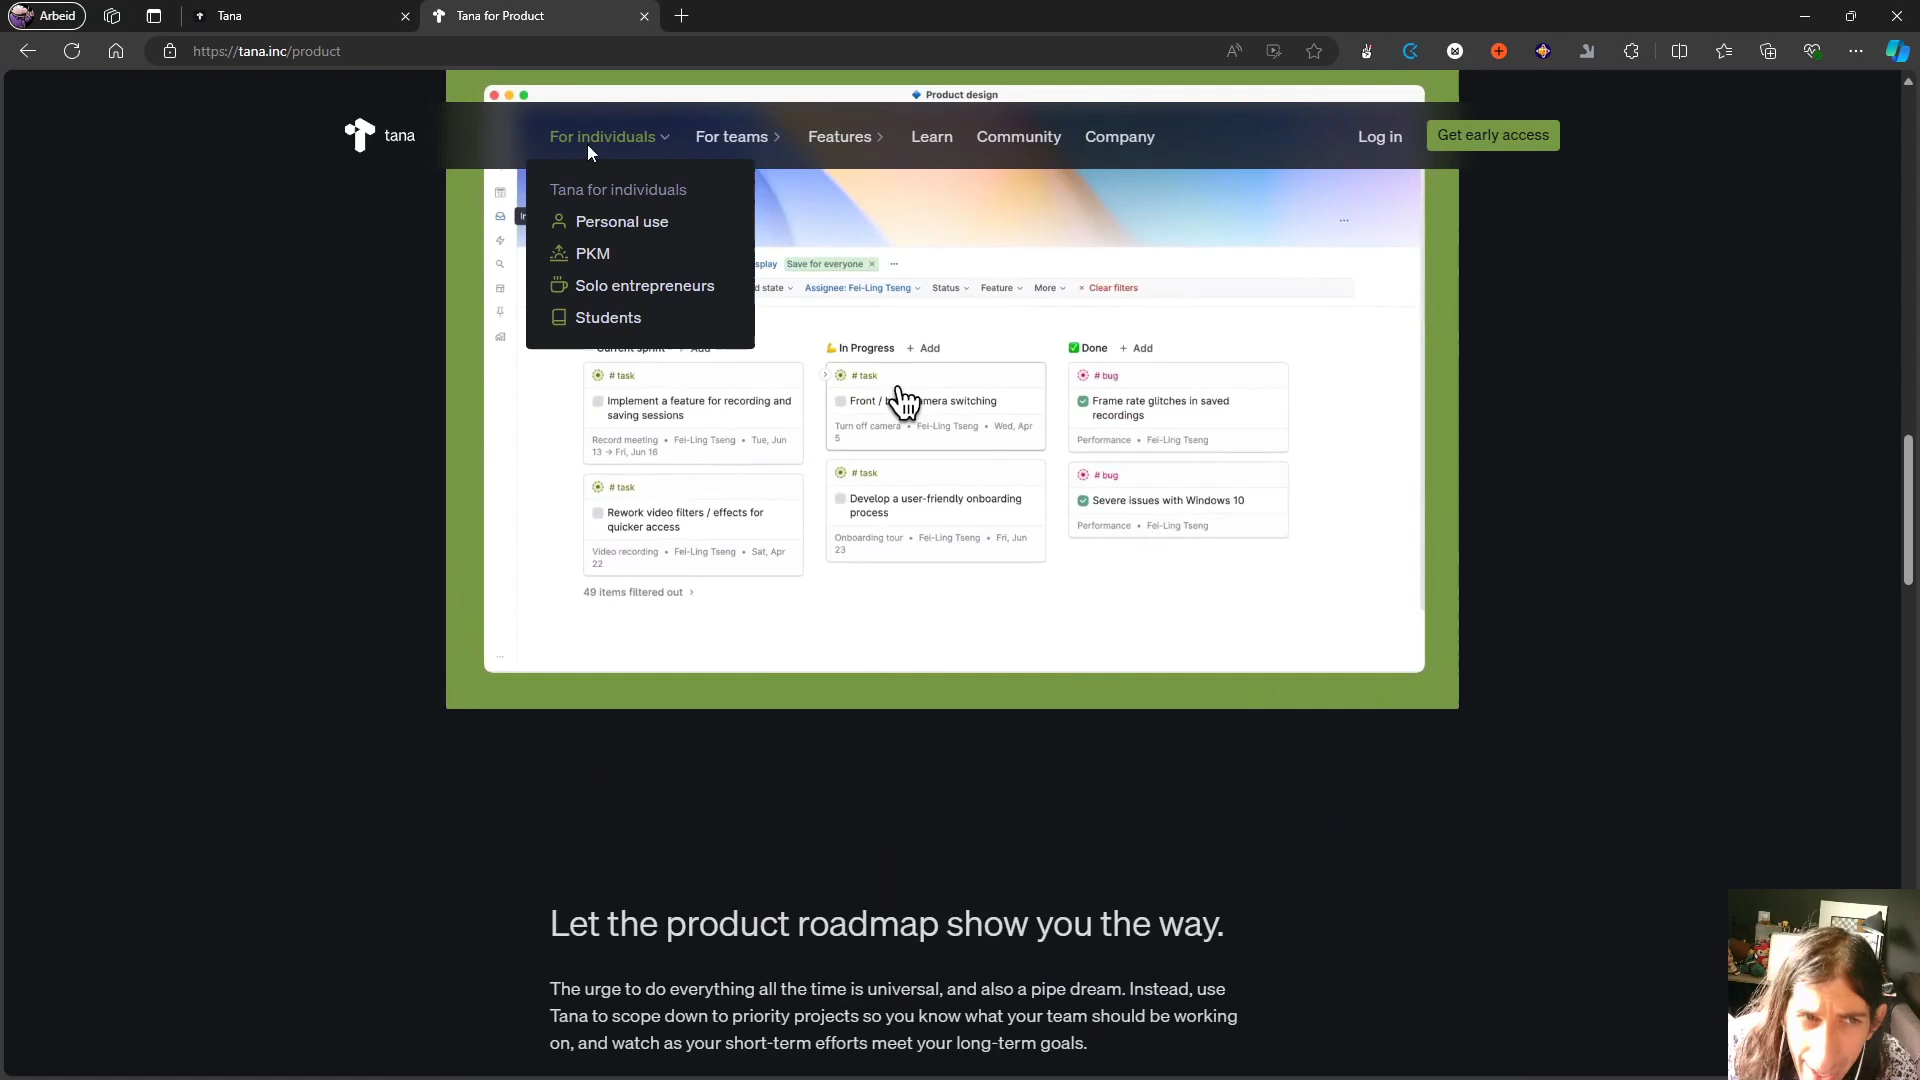 Arbeid
Tana
Tana for Product
https://tana.inc/product
Product design
tana
For individuals
For teams
Features
Learn
Community
Company
Log in
Get early access
Tana for individuals
Personal use
PKM
Solo entrepreneurs
Students
Save for everyone
Assignee: Fei-Ling Tseng
Status
Feature
More
Clear filters
In Progress
+ Add
Done
+ Add
# task
Implement a feature for recording and
saving sessions
Record meeting • Fei-Ling Tseng • Tue, Jun
13 → Fri, Jun 16
# task
Rework video filters / effects for
quicker access
Video recording • Fei-Ling Tseng • Sat, Apr
22
49 items filtered out
# task
Front / camera switching
Turn off camera • Fei-Ling Tseng • Wed, Apr
5
# task
Develop a user-friendly onboarding
process
Onboarding tour • Fei-Ling Tseng • Fri, Jun
23
# bug
Frame rate glitches in saved
recordings
Performance • Fei-Ling Tseng
# bug
Severe issues with Windows 10
Performance • Fei-Ling Tseng
Let the product roadmap show you the way.
The urge to do everything all the time is universal, and also a pipe dream. Instead, use
Tana to scope down to priority projects so you know what your team should be working
on, and watch as your short-term efforts meet your long-term goals.